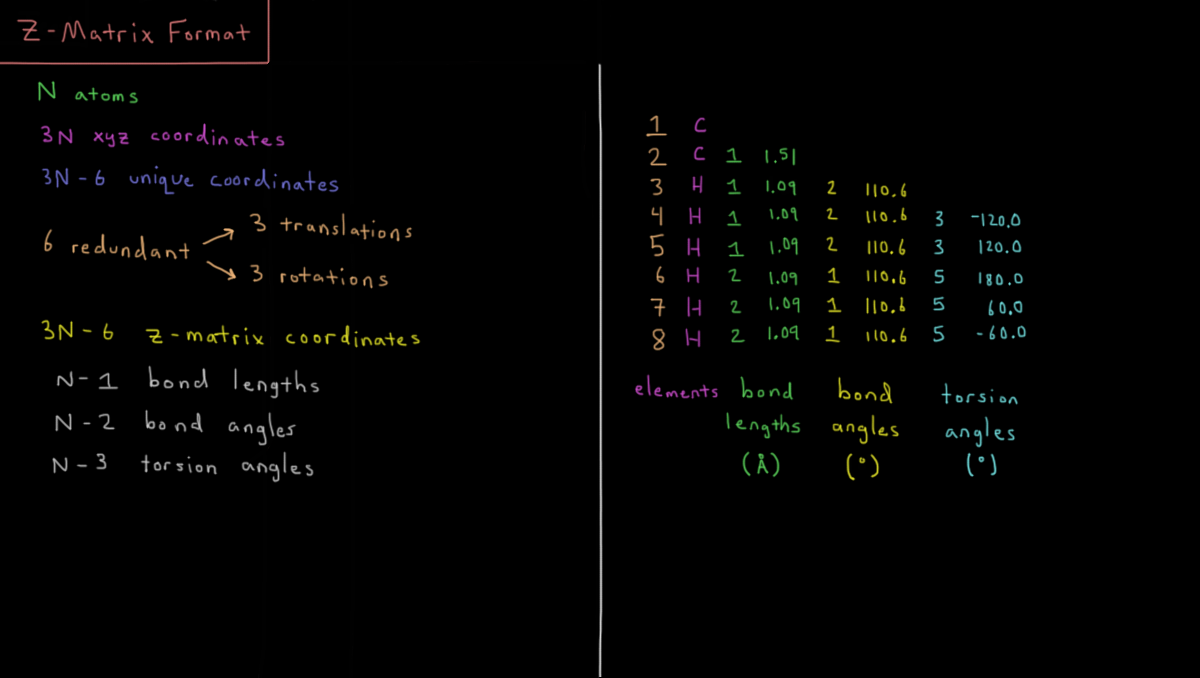 Z-Matrix Format
N atoms
3N xyz coordinates
3N-6 unique coordinates
6 redundant
3 translations
3 rotations
3N-6 z-matrix coordinates
N-1 bond lengths
N-2 bond angles
N-3 torsion angles
1 C
2 C 1 1.51
3 H 1 1.09 2 110.6
4 H 1 1.09 2 110.6 3 -120.0
5 H 1 1.09 2 110.6 3 120.0
6 H 2 1.09 1 110.6 5 180.0
7 H 2 1.09 1 110.6 5 60.0
8 H 2 1.09 1 110.6 5 -60.0
elements bond bond torsion
lengths angles angles
(Å) (°) (°)